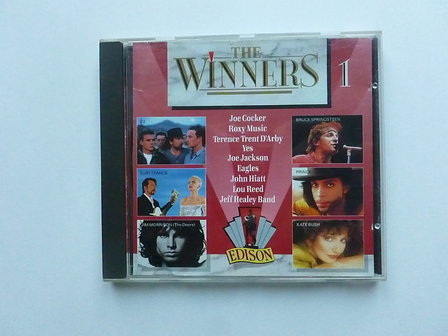 THE
WINNERS 1
Joe Cocker
Roxy Music
Terence Trent D'Arby
Yes
Joe Jackson
Eagles
John Hiatt
Lou Reed
Jeff Healey Band
U2
EURYTHMICS
JIM MORRISON (The Doors)
BRUCE SPRINGSTEEN
PRINCE
KATE BUSH
EDISON